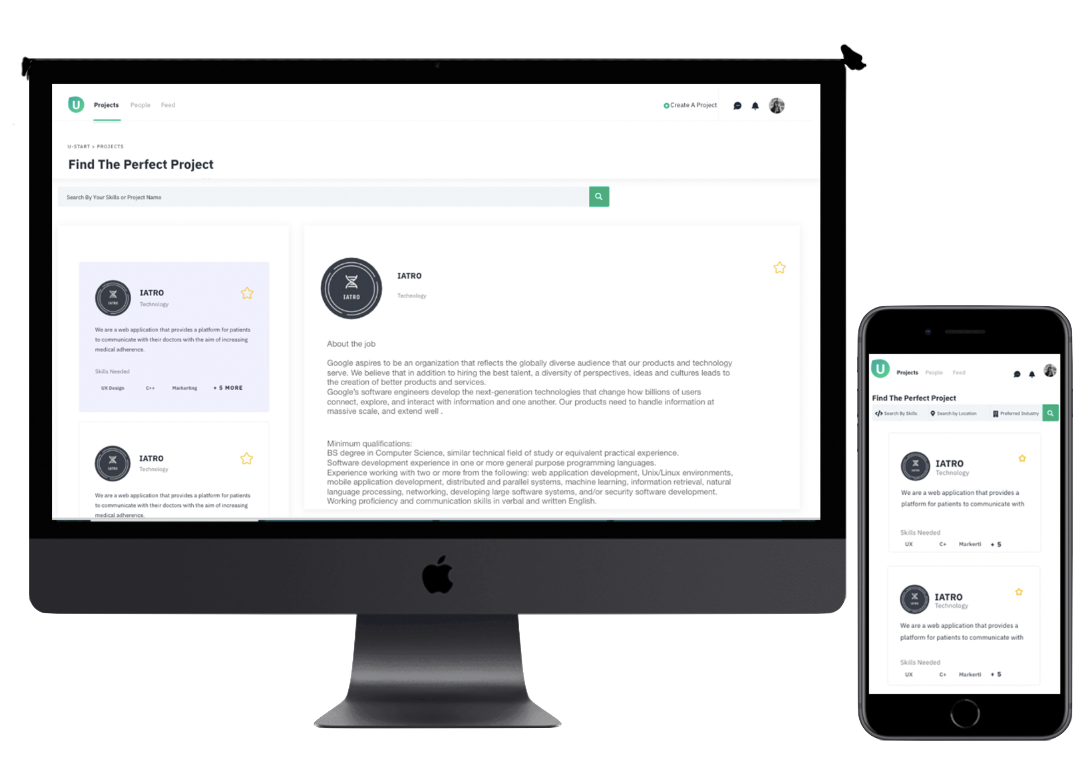 U
Projects People Feed
Create A Project
U-START > PROJECTS
Find The Perfect Project
Search By Your Skills or Project Name
IATRO
IATRO
Technology
We are a web application that provides a platform for patients
to communicate with their doctors with the aim of increasing
medical adherence.
Skills Needed
UX Design C++ Markarting + 5 MORE
IATRO
IATRO
Technology
We are a web application that provides a platform for patients
to communicate with their doctors with the aim of increasing
medical adherence.
IATRO
IATRO
Technology
About the job
Google aspires to be an organization that reflects the globally diverse audience that our products and technology
serve. We believe that in addition to hiring the best talent, a diversity of perspectives, ideas and cultures leads to
the creation of better products and services.
Google's software engineers develop the next-generation technologies that change how billions of users
connect, explore, and interact with information and one another. Our products need to handle information at
massive scale, and extend well .
Minimum qualifications:
BS degree in Computer Science, similar technical field of study or equivalent practical experience.
Software development experience in one or more general purpose programming languages.
Experience working with two or more from the following: web application development, Unix/Linux environments,
mobile application development, distributed and parallel systems, machine learning, information retrieval, natural
language processing, networking, developing large software systems, and/or security software development.
Working proficiency and communication skills in verbal and written English.
U
Projects People Feed
Find The Perfect Project
</> Search By Skills Search by Location Preferred Industry
IATRO
IATRO
Technology
We are a web application that provides a
platform for patients to communicate with
Skills Needed
UX C+ Markerti + 5
IATRO
IATRO
Technology
We are a web application that provides a
platform for patients to communicate with
Skills Needed
UX C+ Markerti + 5